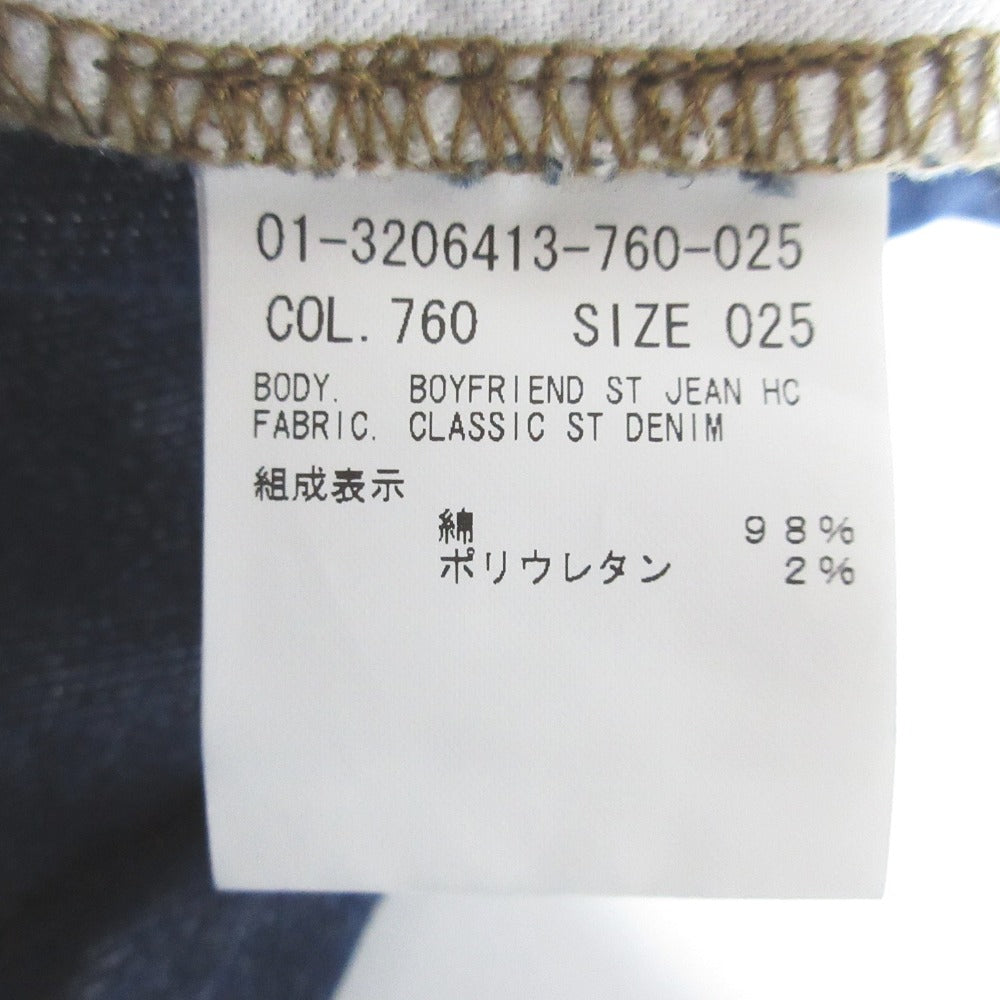 01-3206413-760-025
COL. 760 SIZE 025
BODY. BOYFRIEND ST JEAN HC
FABRIC. CLASSIC ST DENIM
組成表示
綿 98%
ポリウレタン 2%